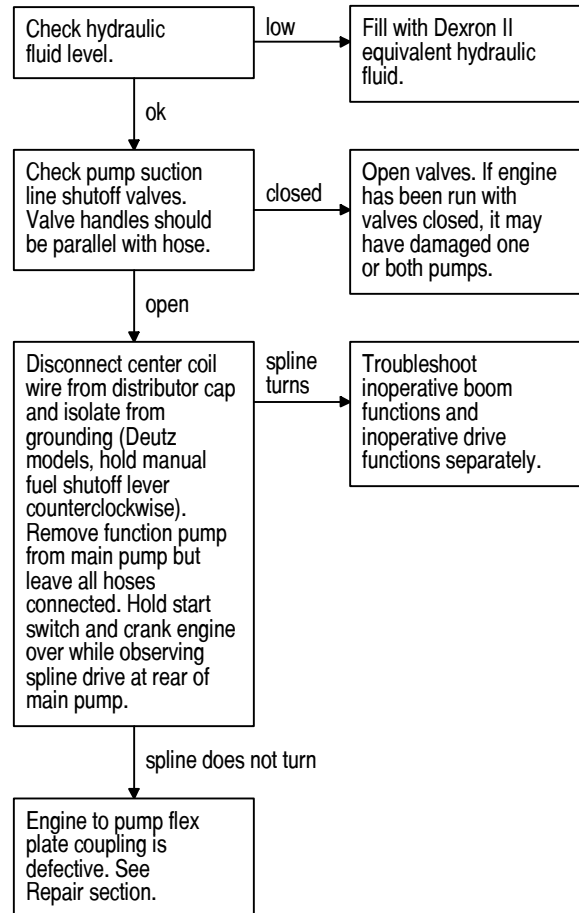 Check hydraulic
fluid level.
low
Fill with Dexron II
equivalent hydraulic
fluid.
ok
Check pump suction
line shutoff valves.
Valve handles should
be parallel with hose.
closed
Open valves. If engine
has been run with
valves closed, it may
have damaged one
or both pumps.
open
Disconnect center coil
wire from distributor cap
and isolate from
grounding (Deutz
models, hold manual
fuel shutoff lever
counterclockwise).
Remove function pump
from main pump but
leave all hoses
connected. Hold start
switch and crank engine
over while observing
spline drive at rear of
main pump.
spline
turns
Troubleshoot
inoperative boom
functions and
inoperative drive
functions separately.
spline does not turn
Engine to pump flex
plate coupling is
defective. See
Repair section.